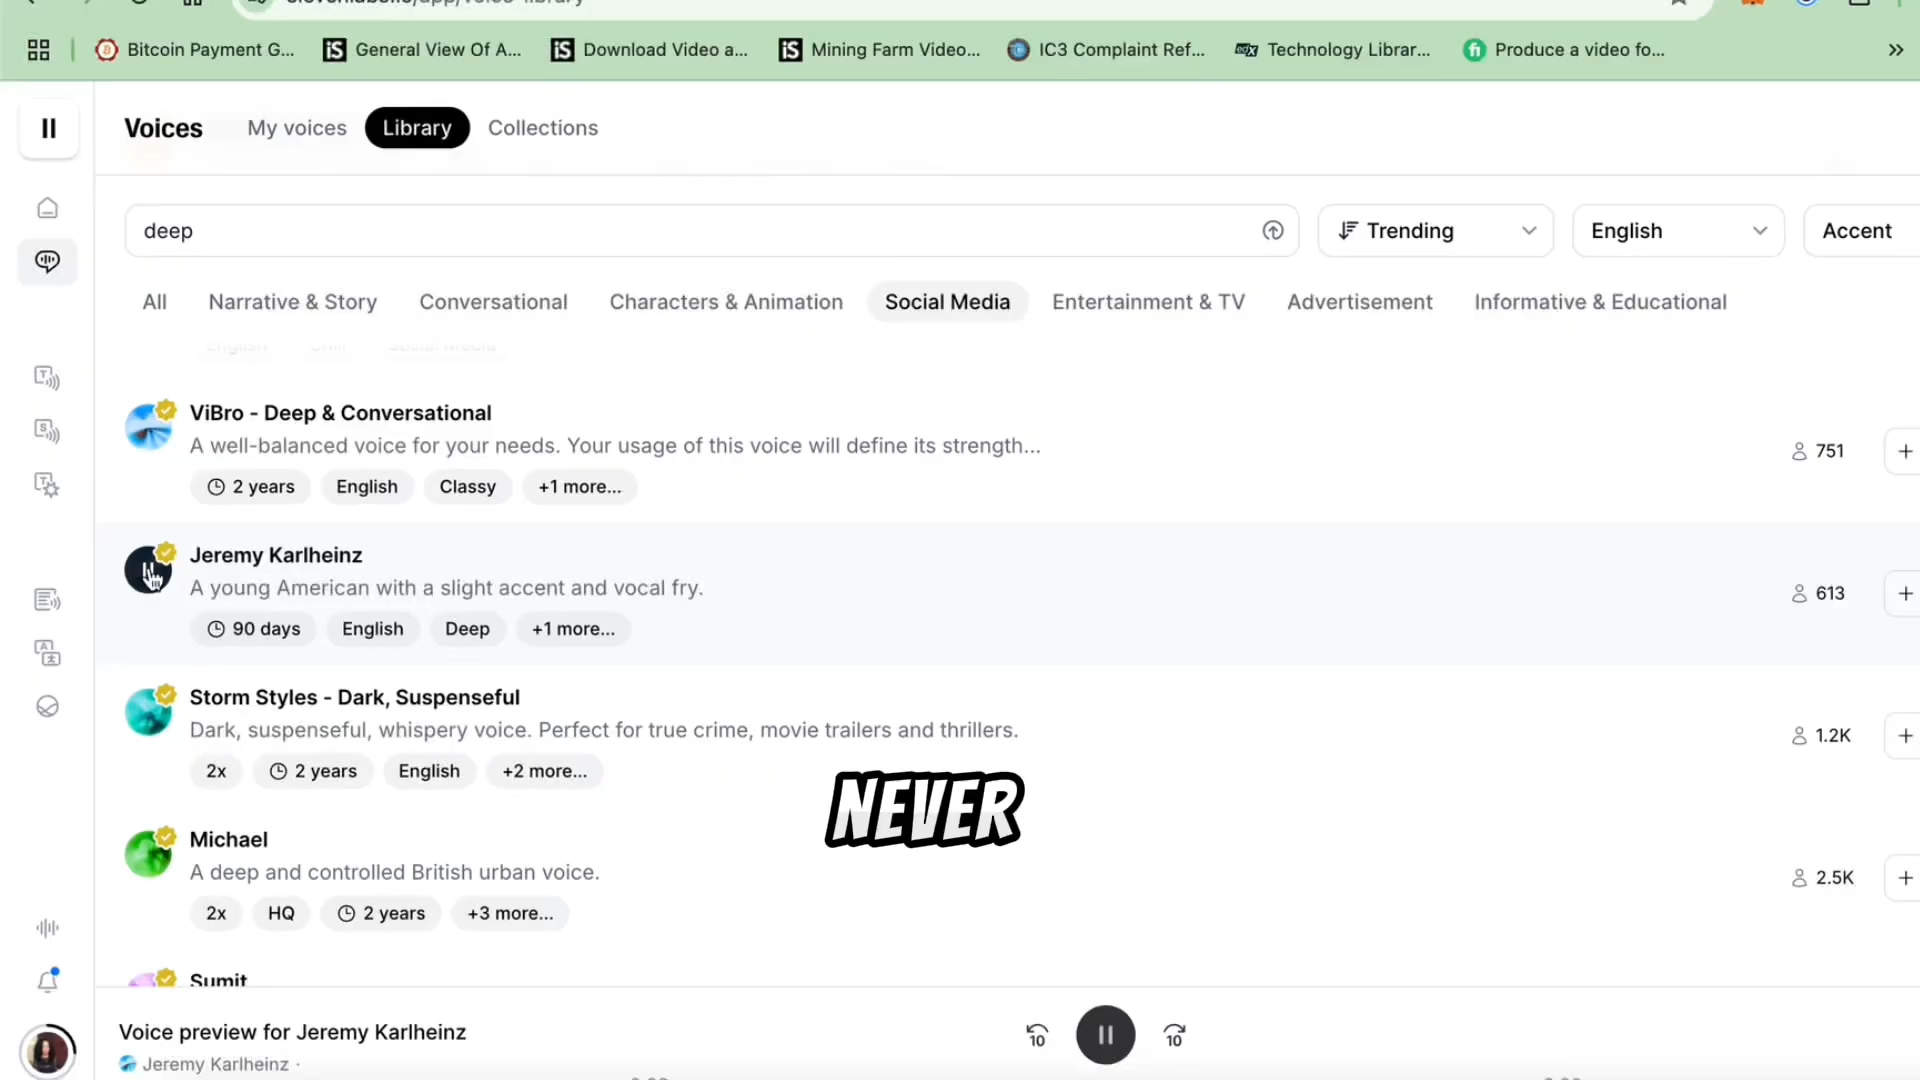 Bitcoin Payment G...
General View Of A...
Download Video a...
Mining Farm Video...
IC3 Complaint Ref...
Technology Librar...
Produce a video fo...
Voices
My voices
Library
Collections
deep
Trending
English
Accent
All
Narrative & Story
Conversational
Characters & Animation
Social Media
Entertainment & TV
Advertisement
Informative & Educational
English Chill Social Media
ViBro - Deep & Conversational
A well-balanced voice for your needs. Your usage of this voice will define its strength...
751
2 years
English
Classy
+1 more...
Jeremy Karlheinz
A young American with a slight accent and vocal fry.
613
90 days
English
Deep
+1 more...
Storm Styles - Dark, Suspenseful
Dark, suspenseful, whispery voice. Perfect for true crime, movie trailers and thrillers.
1.2K
2x
2 years
English
+2 more...
NEVER
Michael
A deep and controlled British urban voice.
2.5K
2x
HQ
2 years
+3 more...
Sumit
Voice preview for Jeremy Karlheinz
Jeremy Karlheinz ·
10
10